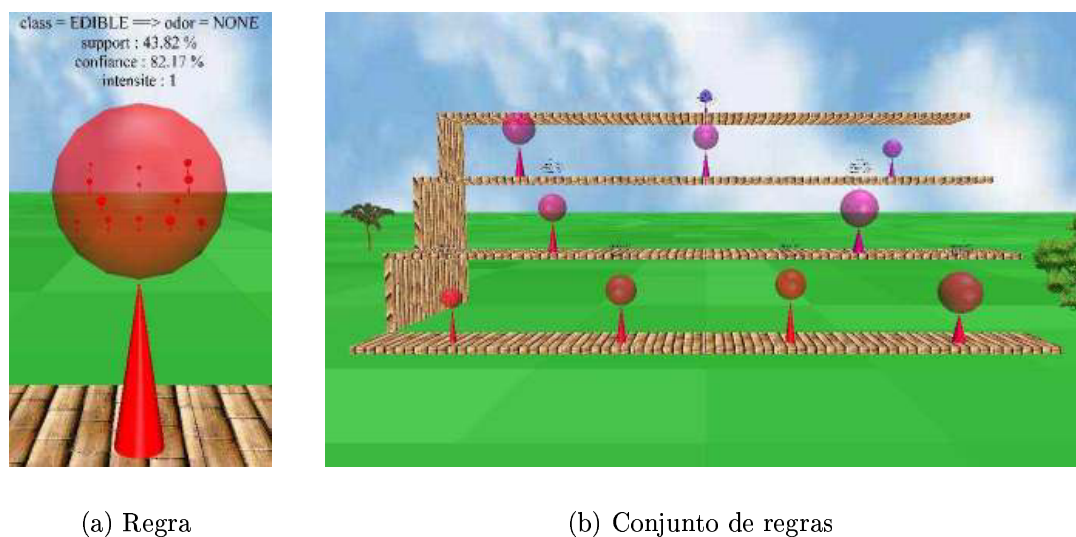 class = EDIBLE ==> odor = NONE
support : 43.82 %
confiance : 82.17 %
intensite : 1
(a) Regra
(b) Conjunto de regras